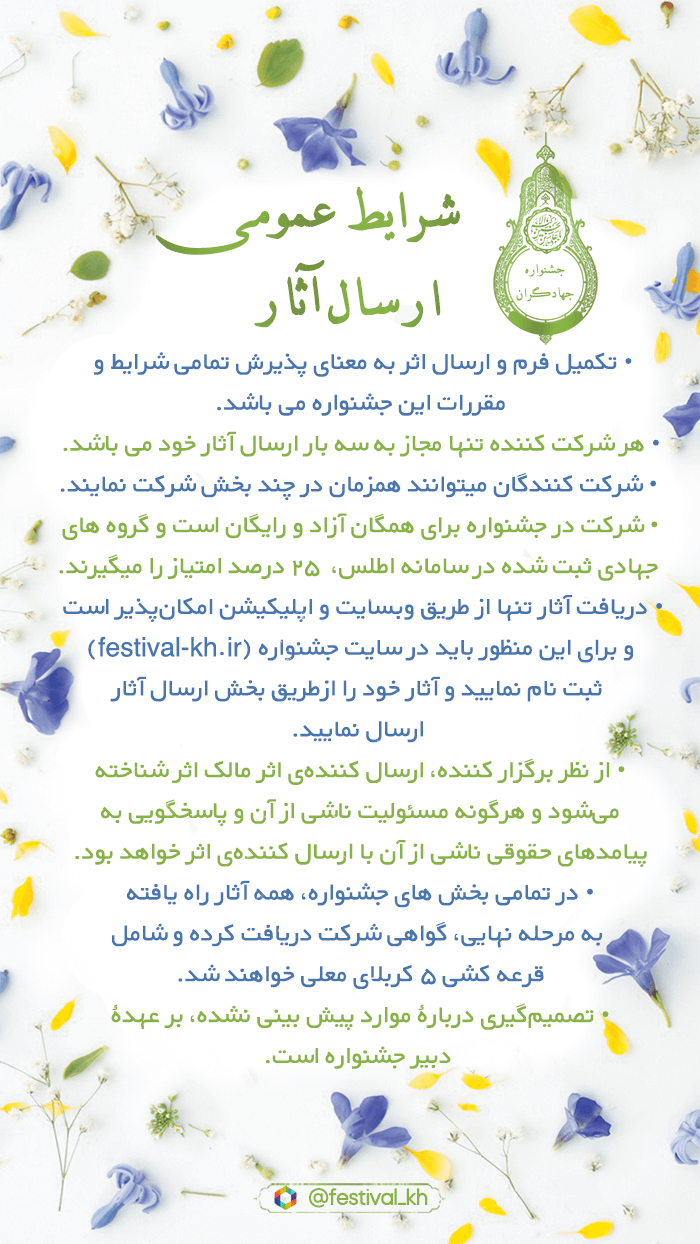 شرایط عمومی
ارسال آثار
جشنواره
جهادگران
• تکمیل فرم و ارسال اثر به معنای پذیرش تمامی شرایط و
مقررات این جشنواره می باشد.
• هر شرکت کننده تنها مجاز به سه بار ارسال آثار خود می باشد.
• شرکت کنندگان میتوانند همزمان در چند بخش شرکت نمایند.
• شرکت در جشنواره برای همگان آزاد و رایگان است و گروه های
جهادی ثبت شده در سامانه اطلس، ۲۵ درصد امتیاز را میگیرند.
• دریافت آثار تنها از طریق وبسایت و اپلیکیشن امکان‌پذیر است
و برای این منظور باید در سایت جشنواره (festival-kh.ir)
ثبت نام نمایید و آثار خود را ازطریق بخش ارسال آثار
ارسال نمایید.
• از نظر برگزار کننده، ارسال کننده‌ی اثر مالک اثر شناخته
می‌شود و هرگونه مسئولیت ناشی از آن و پاسخگویی به
پیامدهای حقوقی ناشی از آن با ارسال کننده‌ی اثر خواهد بود.
• در تمامی بخش های جشنواره، همه آثار راه یافته
به مرحله نهایی، گواهی شرکت دریافت کرده و شامل
قرعه کشی ۵ کربلای معلی خواهند شد.
• تصمیم‌گیری دربارهٔ موارد پیش بینی نشده، بر عهدهٔ
دبیر جشنواره است.
@festival_kh